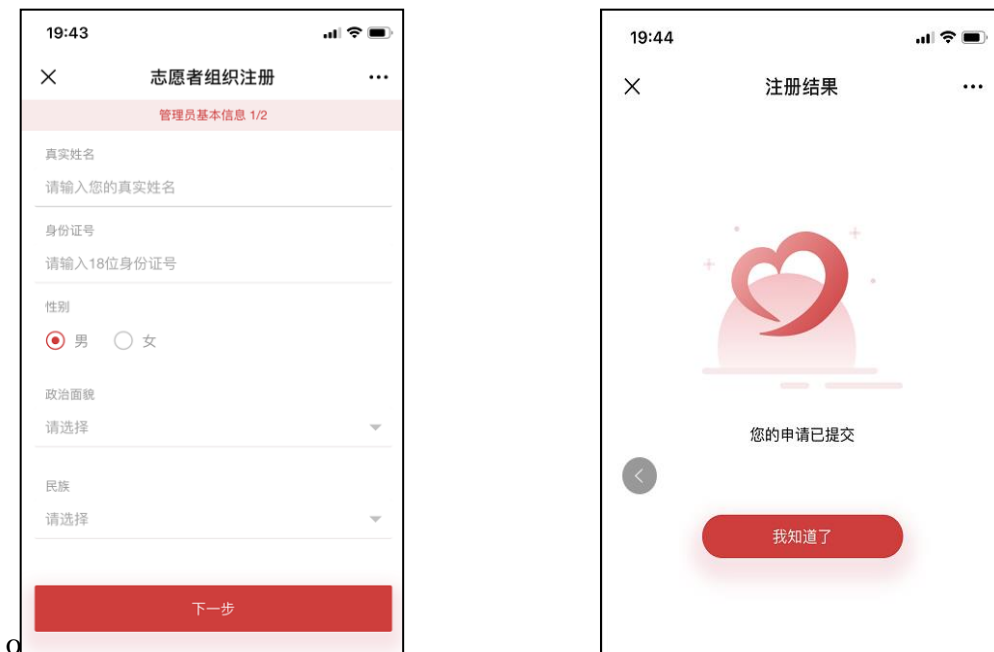 19:43
志愿者组织注册
管理员基本信息 1/2
真实姓名
请输入您的真实姓名
身份证号
请输入18位身份证号
性别
男 女
政治面貌
请选择
民族
请选择
下一步
19:44
注册结果
您的申请已提交
我知道了